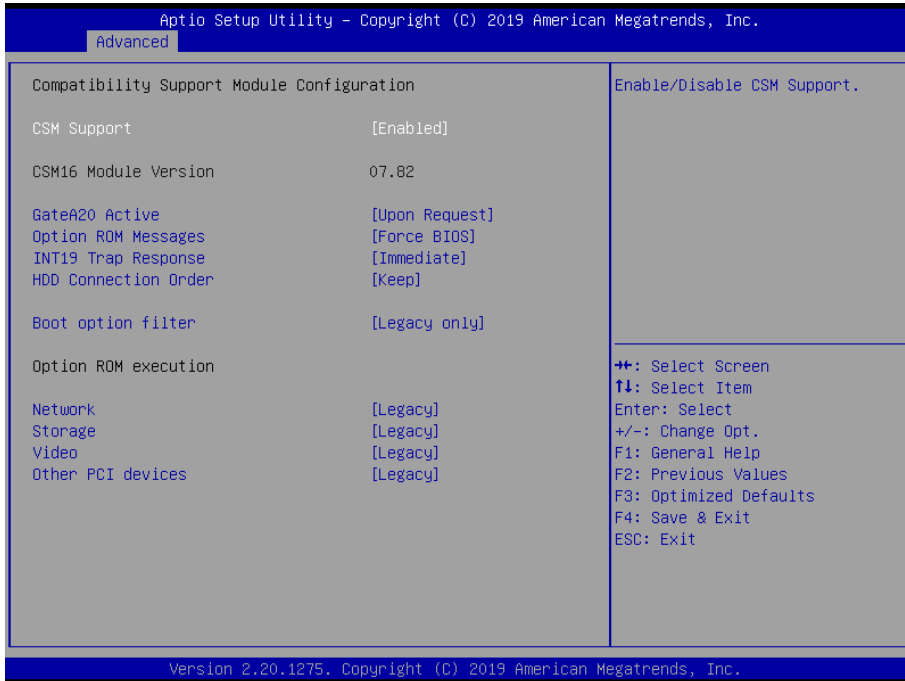 Aptio Setup Utility – Copyright (C) 2019 American Megatrends, Inc.
Advanced
Compatibility Support Module Configuration
CSM Support [Enabled]
CSM16 Module Version 07.82
GateA20 Active [Upon Request]
Option ROM Messages [Force BIOS]
INT19 Trap Response [Immediate]
HDD Connection Order [Keep]
Boot option filter [Legacy only]
Option ROM execution
Network [Legacy]
Storage [Legacy]
Video [Legacy]
Other PCI devices [Legacy]
Enable/Disable CSM Support.
→←: Select Screen
↑↓: Select Item
Enter: Select
+/-: Change Opt.
F1: General Help
F2: Previous Values
F3: Optimized Defaults
F4: Save & Exit
ESC: Exit
Version 2.20.1275. Copyright (C) 2019 American Megatrends, Inc.